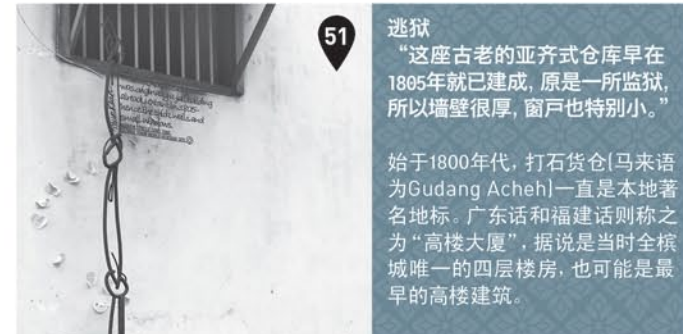 51
逃狱
“这座古老的亚齐式仓库早在
1805年就已建成, 原是一所监狱,
所以墙壁很厚, 窗戸也特别小。”
始于1800年代, 打石货仓(马来语
为Gudang Acheh)一直是本地著
名地标。广东话和福建话则称之
为“高楼大厦”, 据说是当时全槟
城唯一的四层楼房, 也可能是最
早的高楼建筑。